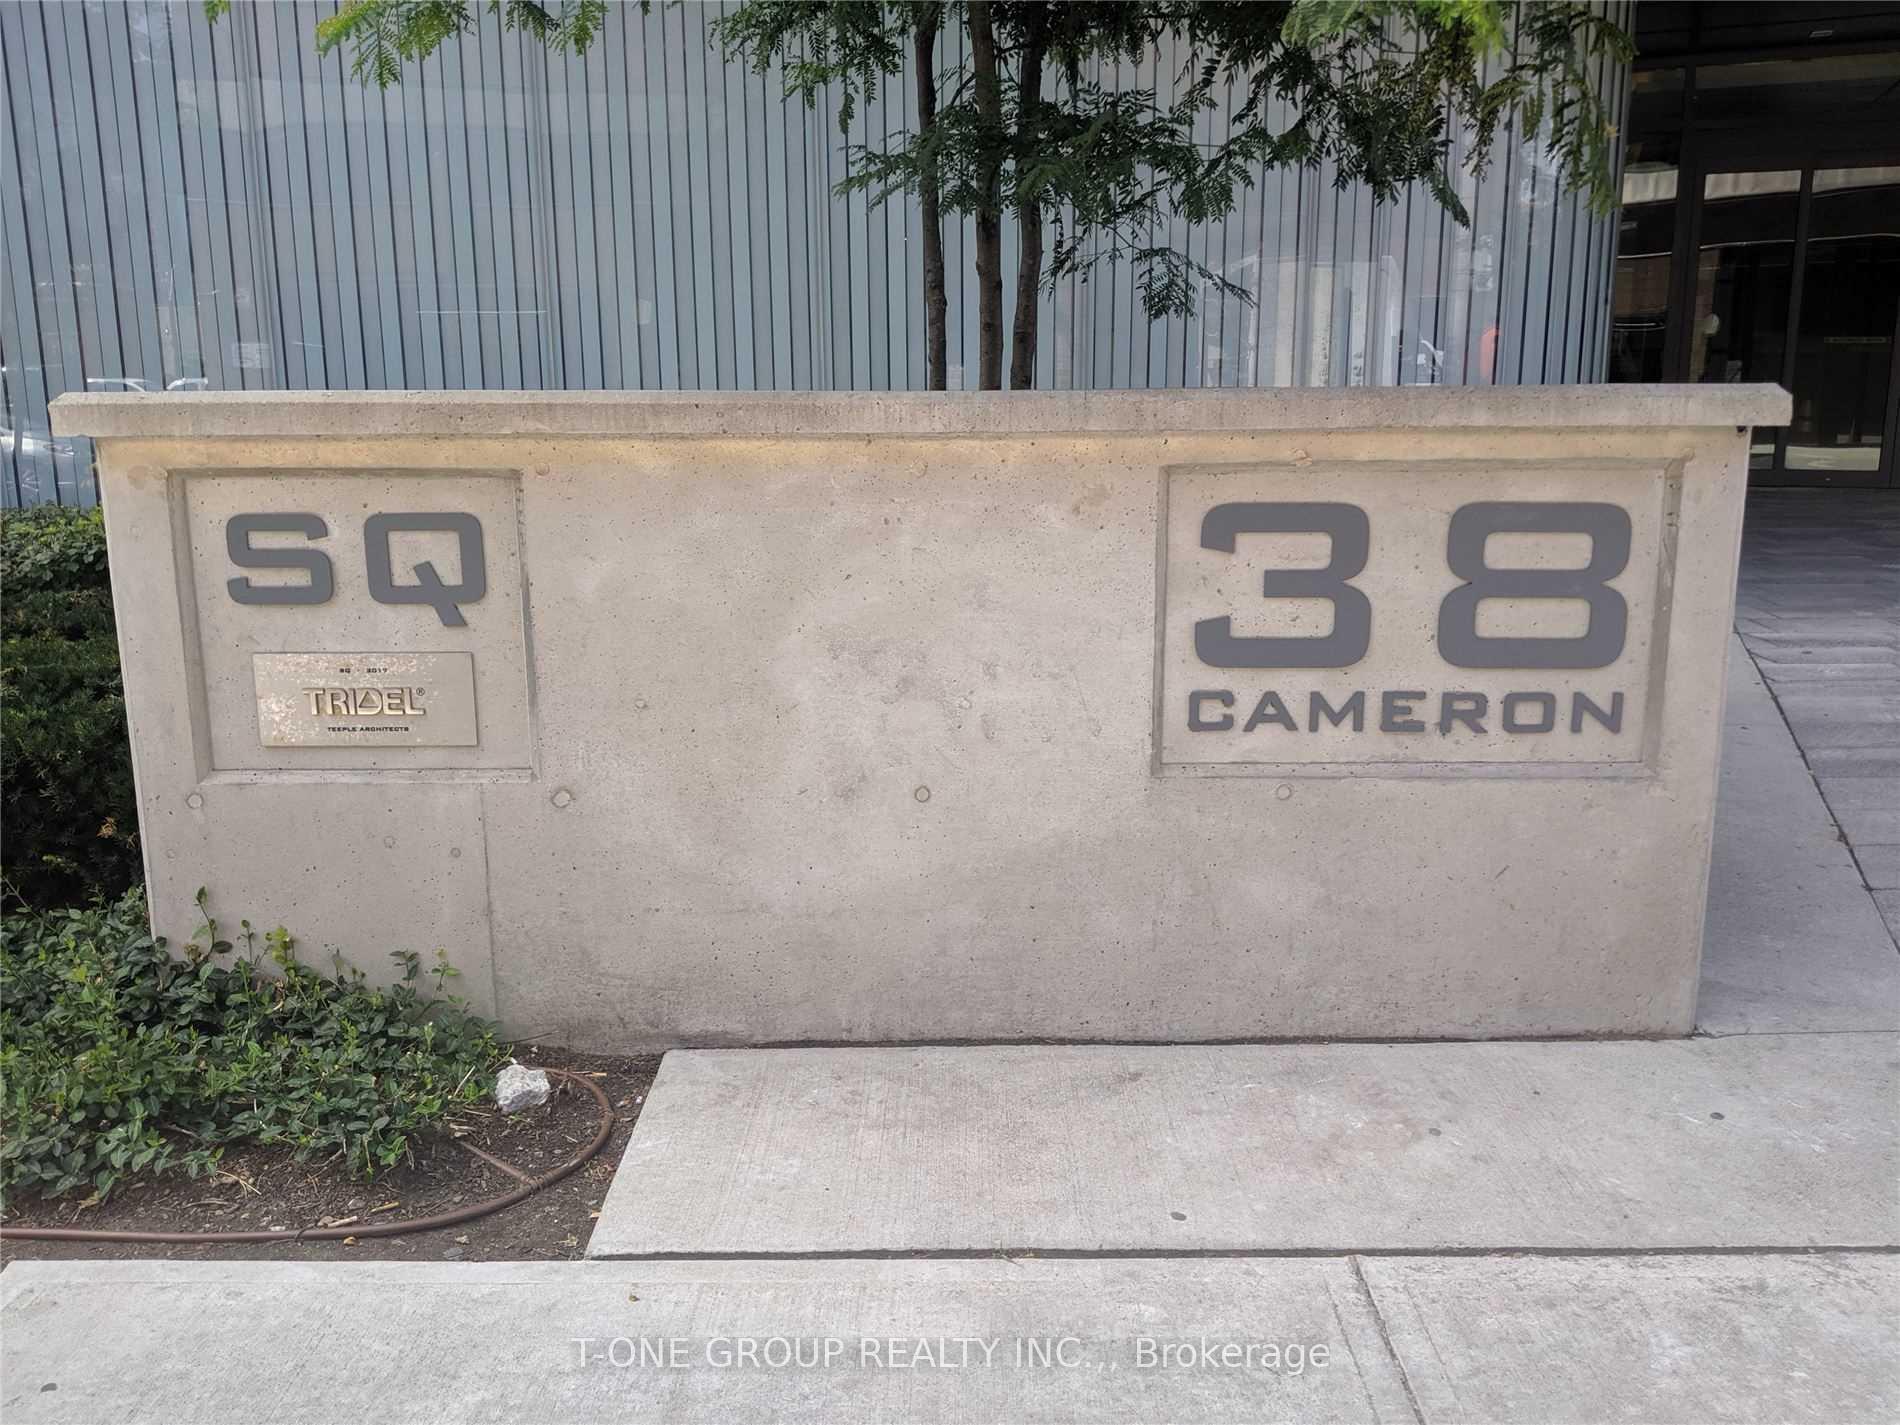 SQ
SQ - 2017
TRIDEL®
TEEPLE ARCHITECTS
38
CAMERON
T-ONE GROUP REALTY INC.,, Brokerage